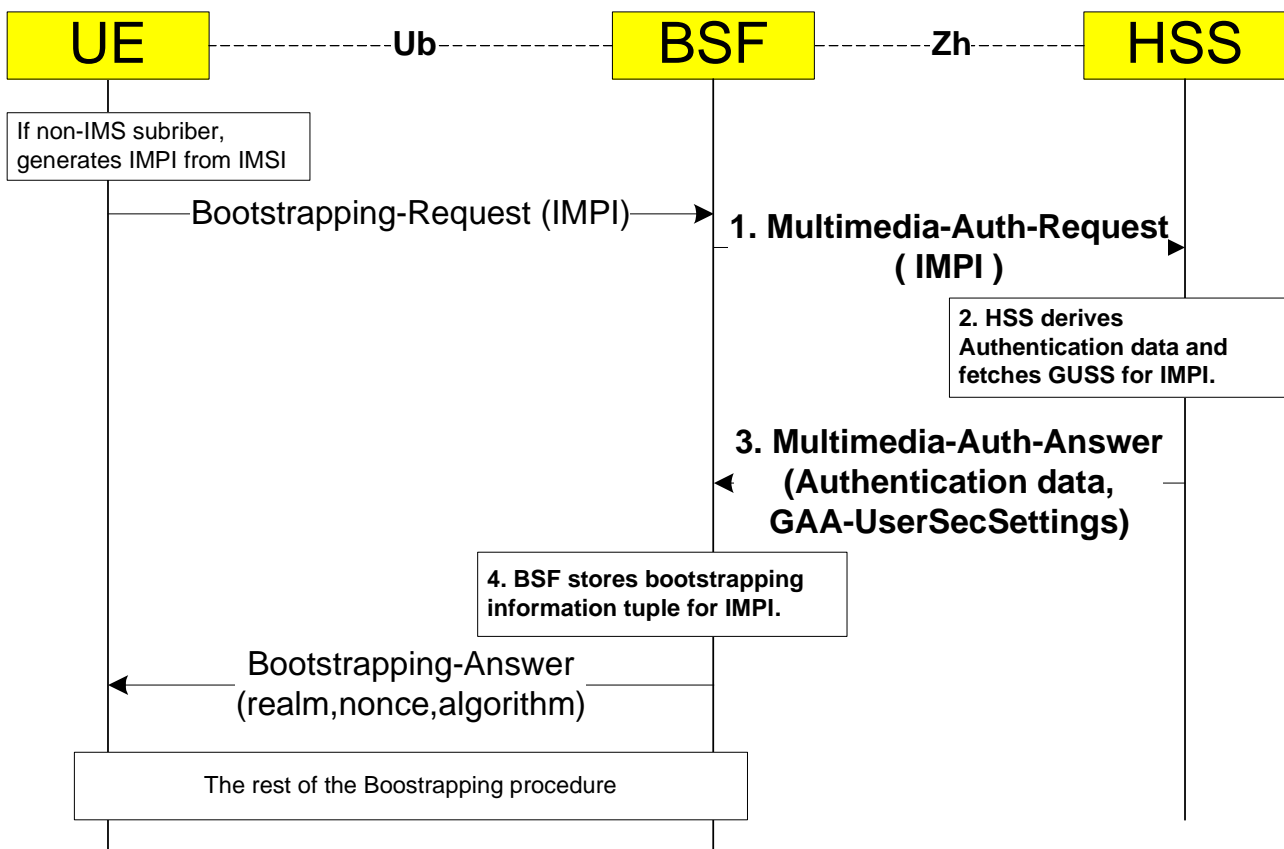 UE
Ub
BSF
Zh
HSS
If non-IMS subriber,
generates IMPI from IMSI
Bootstrapping-Request (IMPI)
1. Multimedia-Auth-Request
( IMPI )
2. HSS derives
Authentication data and
fetches GUSS for IMPI.
3. Multimedia-Auth-Answer
(Authentication data,
GAA-UserSecSettings)
4. BSF stores bootstrapping
information tuple for IMPI.
Bootstrapping-Answer
(realm,nonce,algorithm)
The rest of the Boostrapping procedure